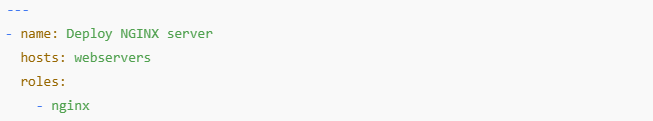 ---
- name: Deploy NGINX server
  hosts: webservers
  roles:
    - nginx